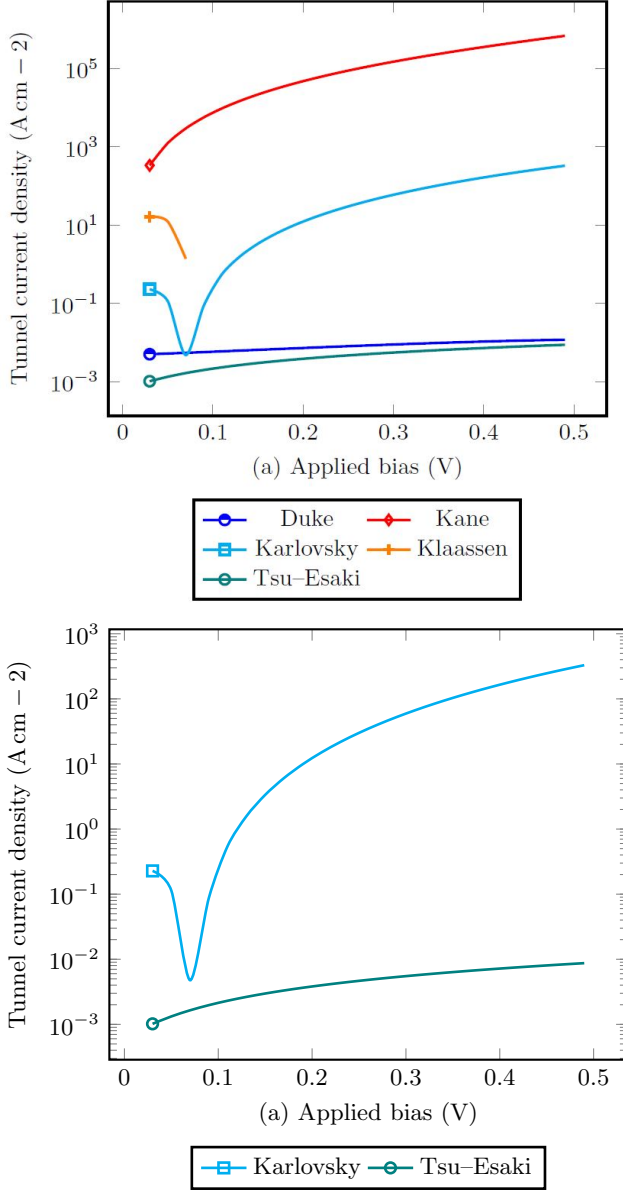 Tunnel current density (A cm − 2)
10^5
10^3
10^1
10^−1
10^−3
0 0.1 0.2 0.3 0.4 0.5
(a) Applied bias (V)
Duke Kane
Karlovsky Klaassen
Tsu–Esaki
Tunnel current density (A cm − 2)
10^3
10^2
10^1
10^0
10^−1
10^−2
10^−3
0 0.1 0.2 0.3 0.4 0.5
(a) Applied bias (V)
Karlovsky Tsu–Esaki